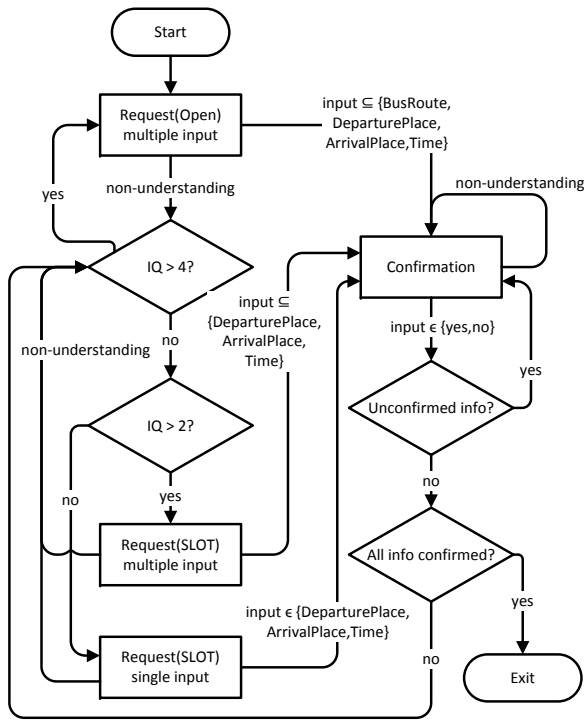 Start
Request(Open)
multiple input
input ⊆ {BusRoute,
DeparturePlace,
ArrivalPlace,Time}
yes
non-understanding
non-understanding
IQ > 4?
Confirmation
input ⊆
{DeparturePlace,
ArrivalPlace,
Time}
no
non-understanding
input ϵ {yes,no}
yes
IQ > 2?
Unconfirmed info?
no
yes
no
Request(SLOT)
multiple input
All info confirmed?
input ϵ {DeparturePlace,
ArrivalPlace,Time}
yes
Request(SLOT)
single input
no
Exit